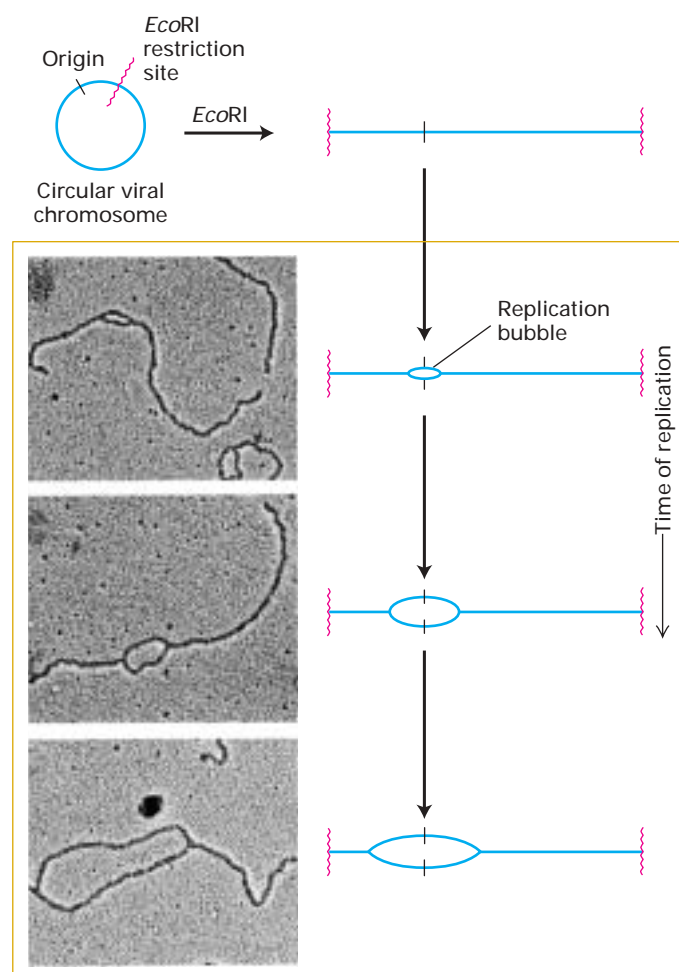 EcoRI
restriction
site
Origin
EcoRI
Circular viral
chromosome
Replication
bubble
Time of replication